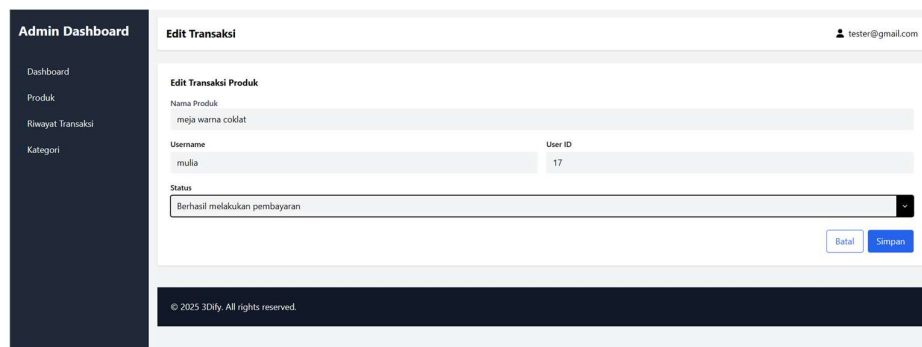 Admin Dashboard
Dashboard
Produk
Riwayat Transaksi
Kategori
Edit Transaksi
tester@gmail.com
Edit Transaksi Produk
Nama Produk
meja warna coklat
Username
User ID
mulia
17
Status
Berhasil melakukan pembayaran
Batal
Simpan
© 2025 3Dify. All rights reserved.